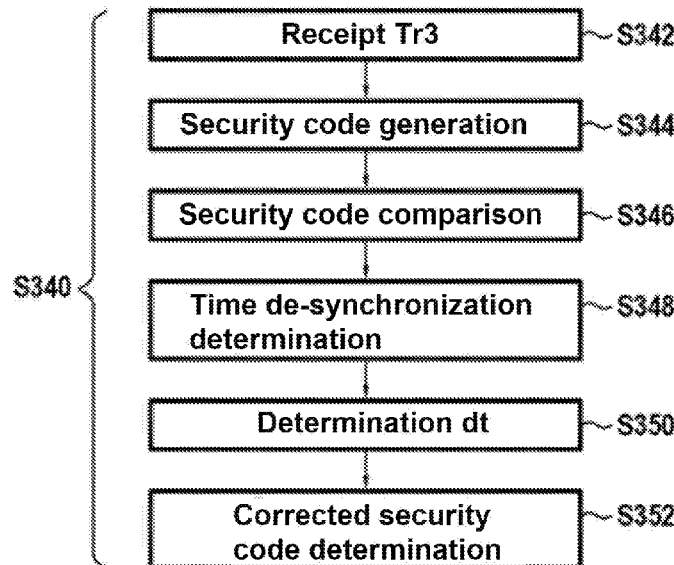 Receipt Tr3
S342
Security code generation
S344
Security code comparison
S346
S340
Time de-synchronization
determination
S348
Determination dt
S350
Corrected security
code determination
S352